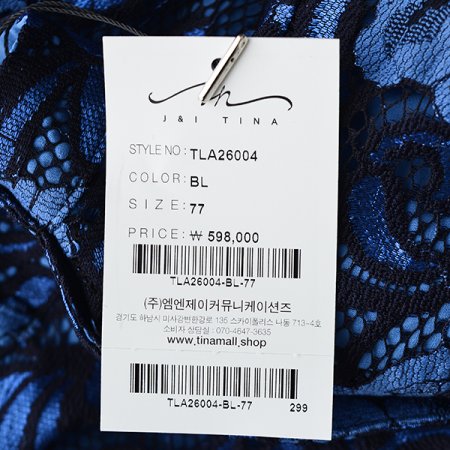 J&I TINA
STYLE NO: TLA26004
COLOR: BL
SIZE: 77
PRICE: ₩ 598,000
TLA26004-BL-77
(주)엠엔제이커뮤니케이션즈
경기도 하남시 미사강변한강로 135 스카이폴리스 나동 713-4호
소비자 상담실 : 070-4647-3635
www.tinamall.shop
TLA26004-BL-77 299